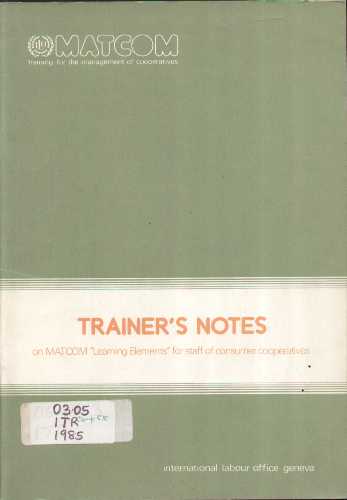 MATCOM
training for the management of cooperatives
TRAINER'S NOTES
on MATCOM "Learning Elements" for staff of consumer cooperatives
03.05
ITR
1985
international labour office geneva